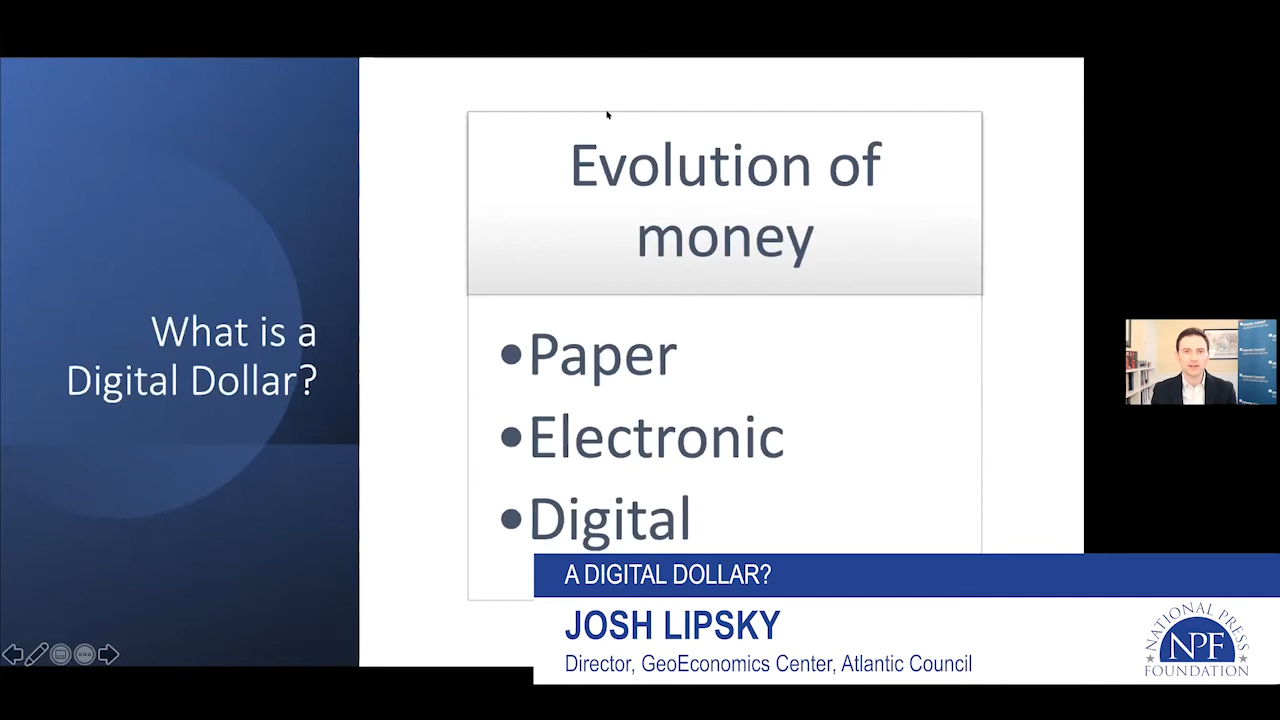 What is a
Digital Dollar?
Evolution of
money
•Paper
•Electronic
•Digital
A DIGITAL DOLLAR?
JOSH LIPSKY
Director, GeoEconomics Center, Atlantic Council
NATIONAL PRESS
NPF
FOUNDATION